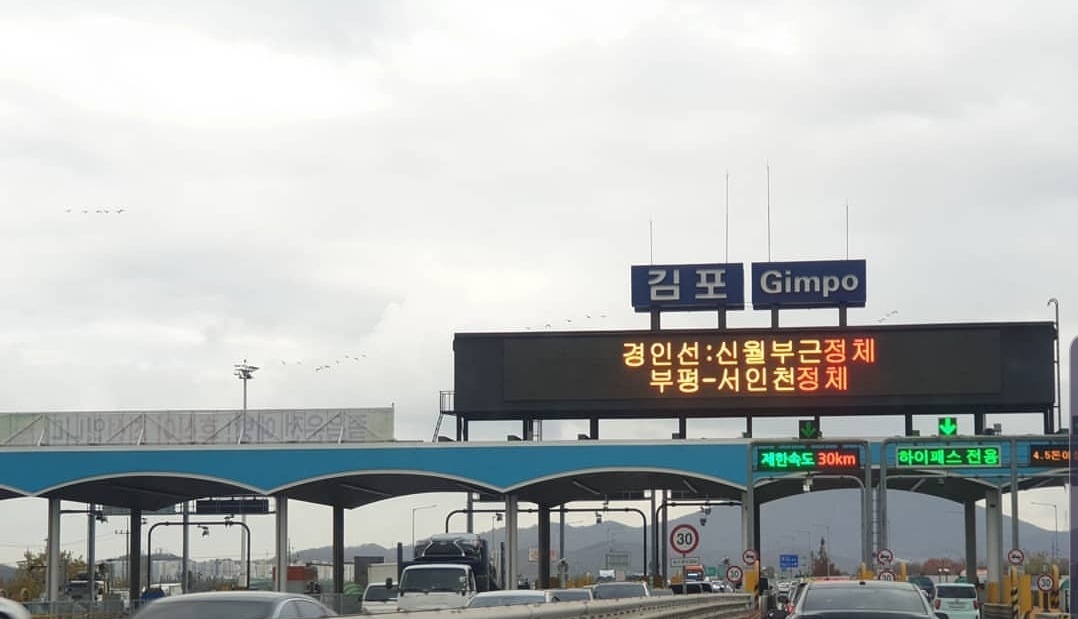 김포
Gimpo
경인선:신월부근정체
부평-서인천정체
제한속도 30km
하이패스 전용
30
30